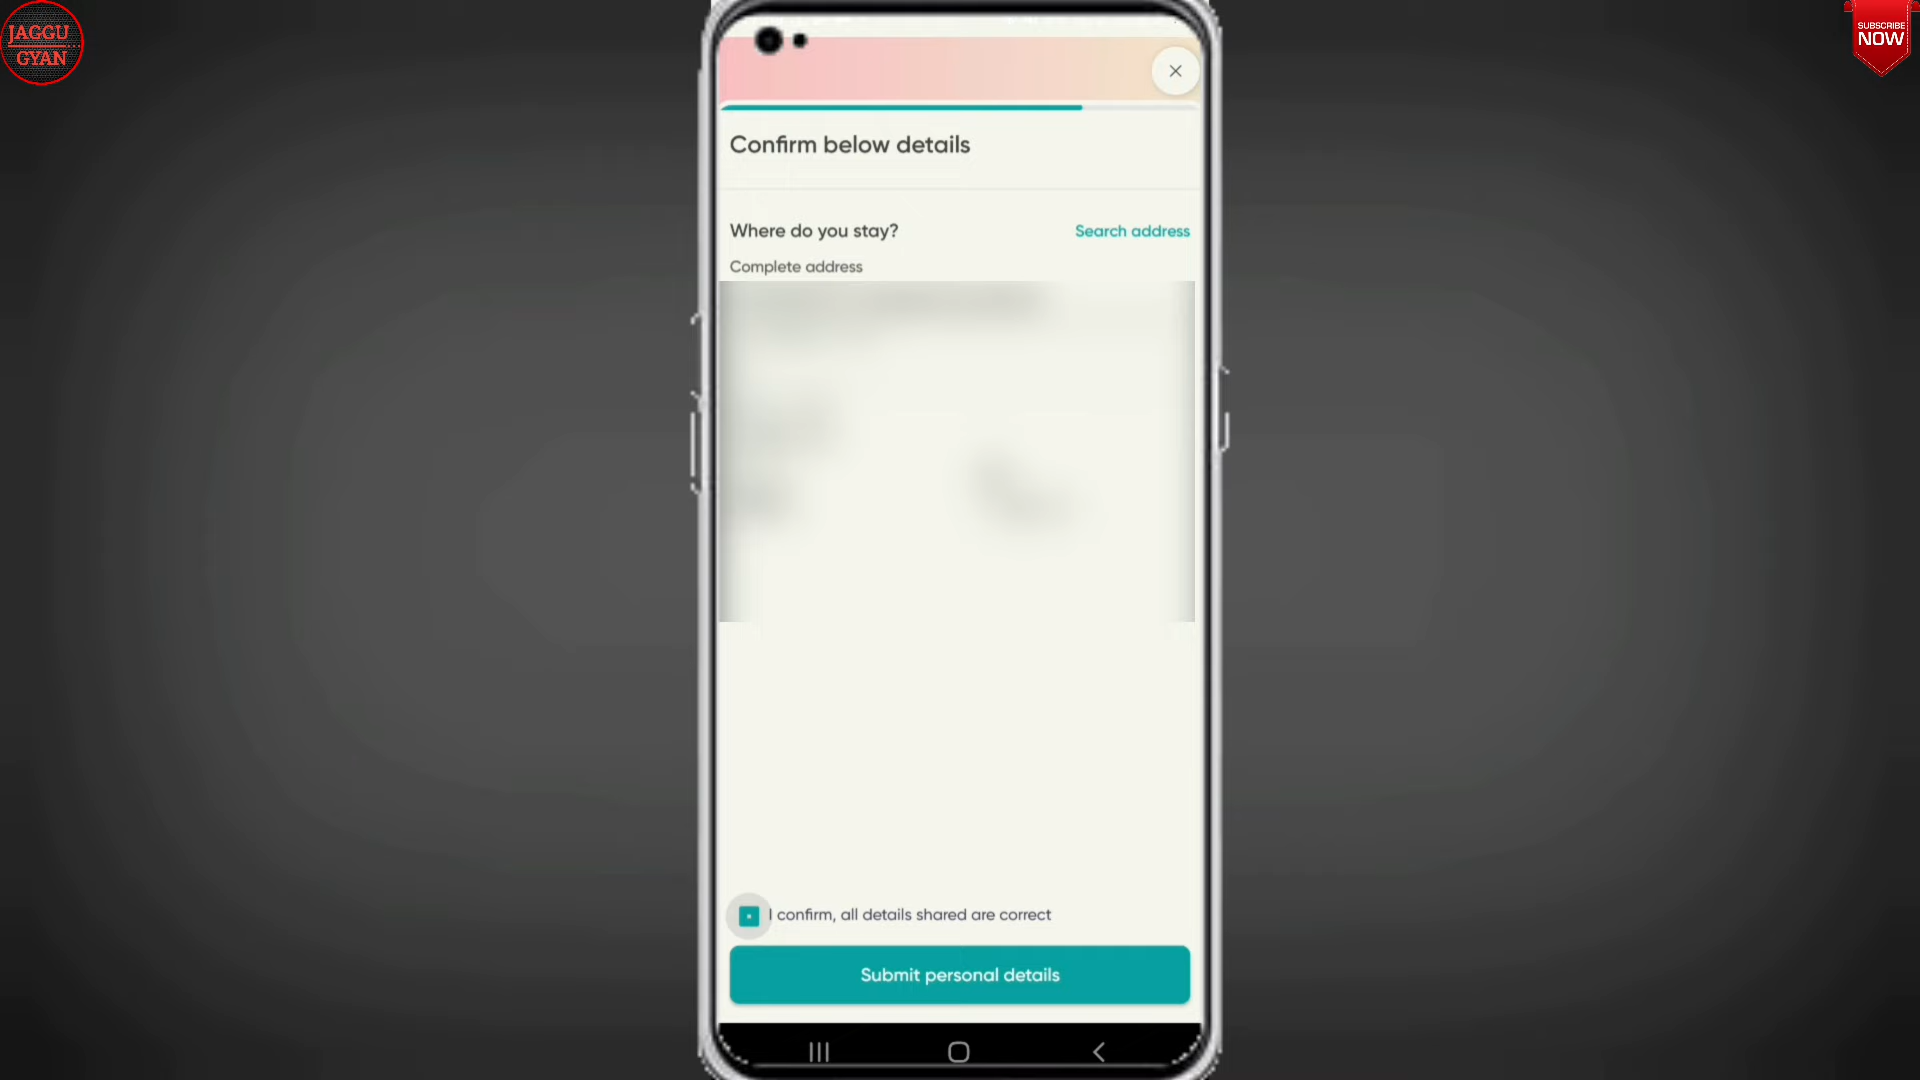 JAGGU
GYAN
SUBSCRIBE
NOW
Confirm below details
Where do you stay?
Search address
Complete address
I confirm, all details shared are correct
Submit personal details